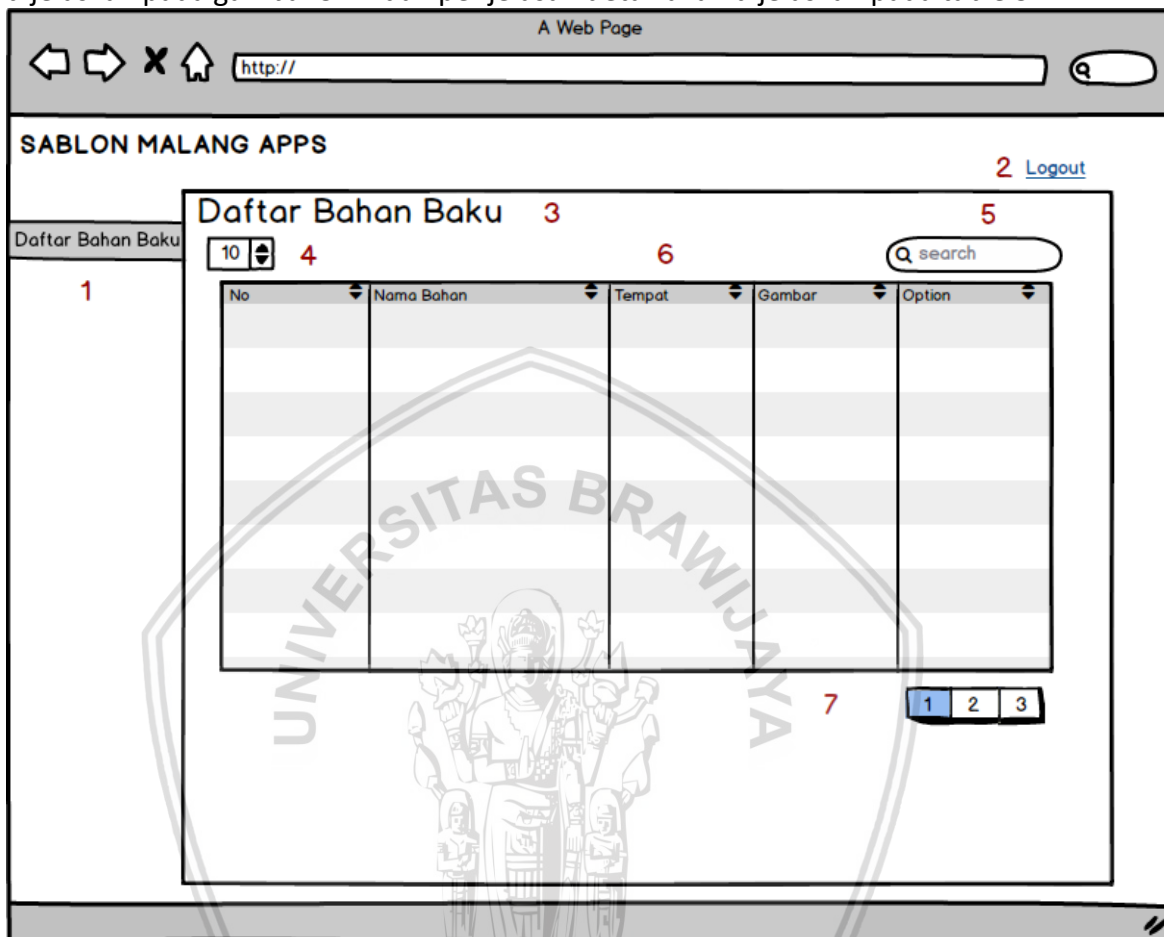 A Web Page
http://
SABLON MALANG APPS
2 Logout
Daftar Bahan Baku 3
5
Daftar Bahan Baku
10 4
6
search
1
No Nama Bahan Tempat Gambar Option
UNIVERSITAS BRAWIJAYA
7
1 2 3